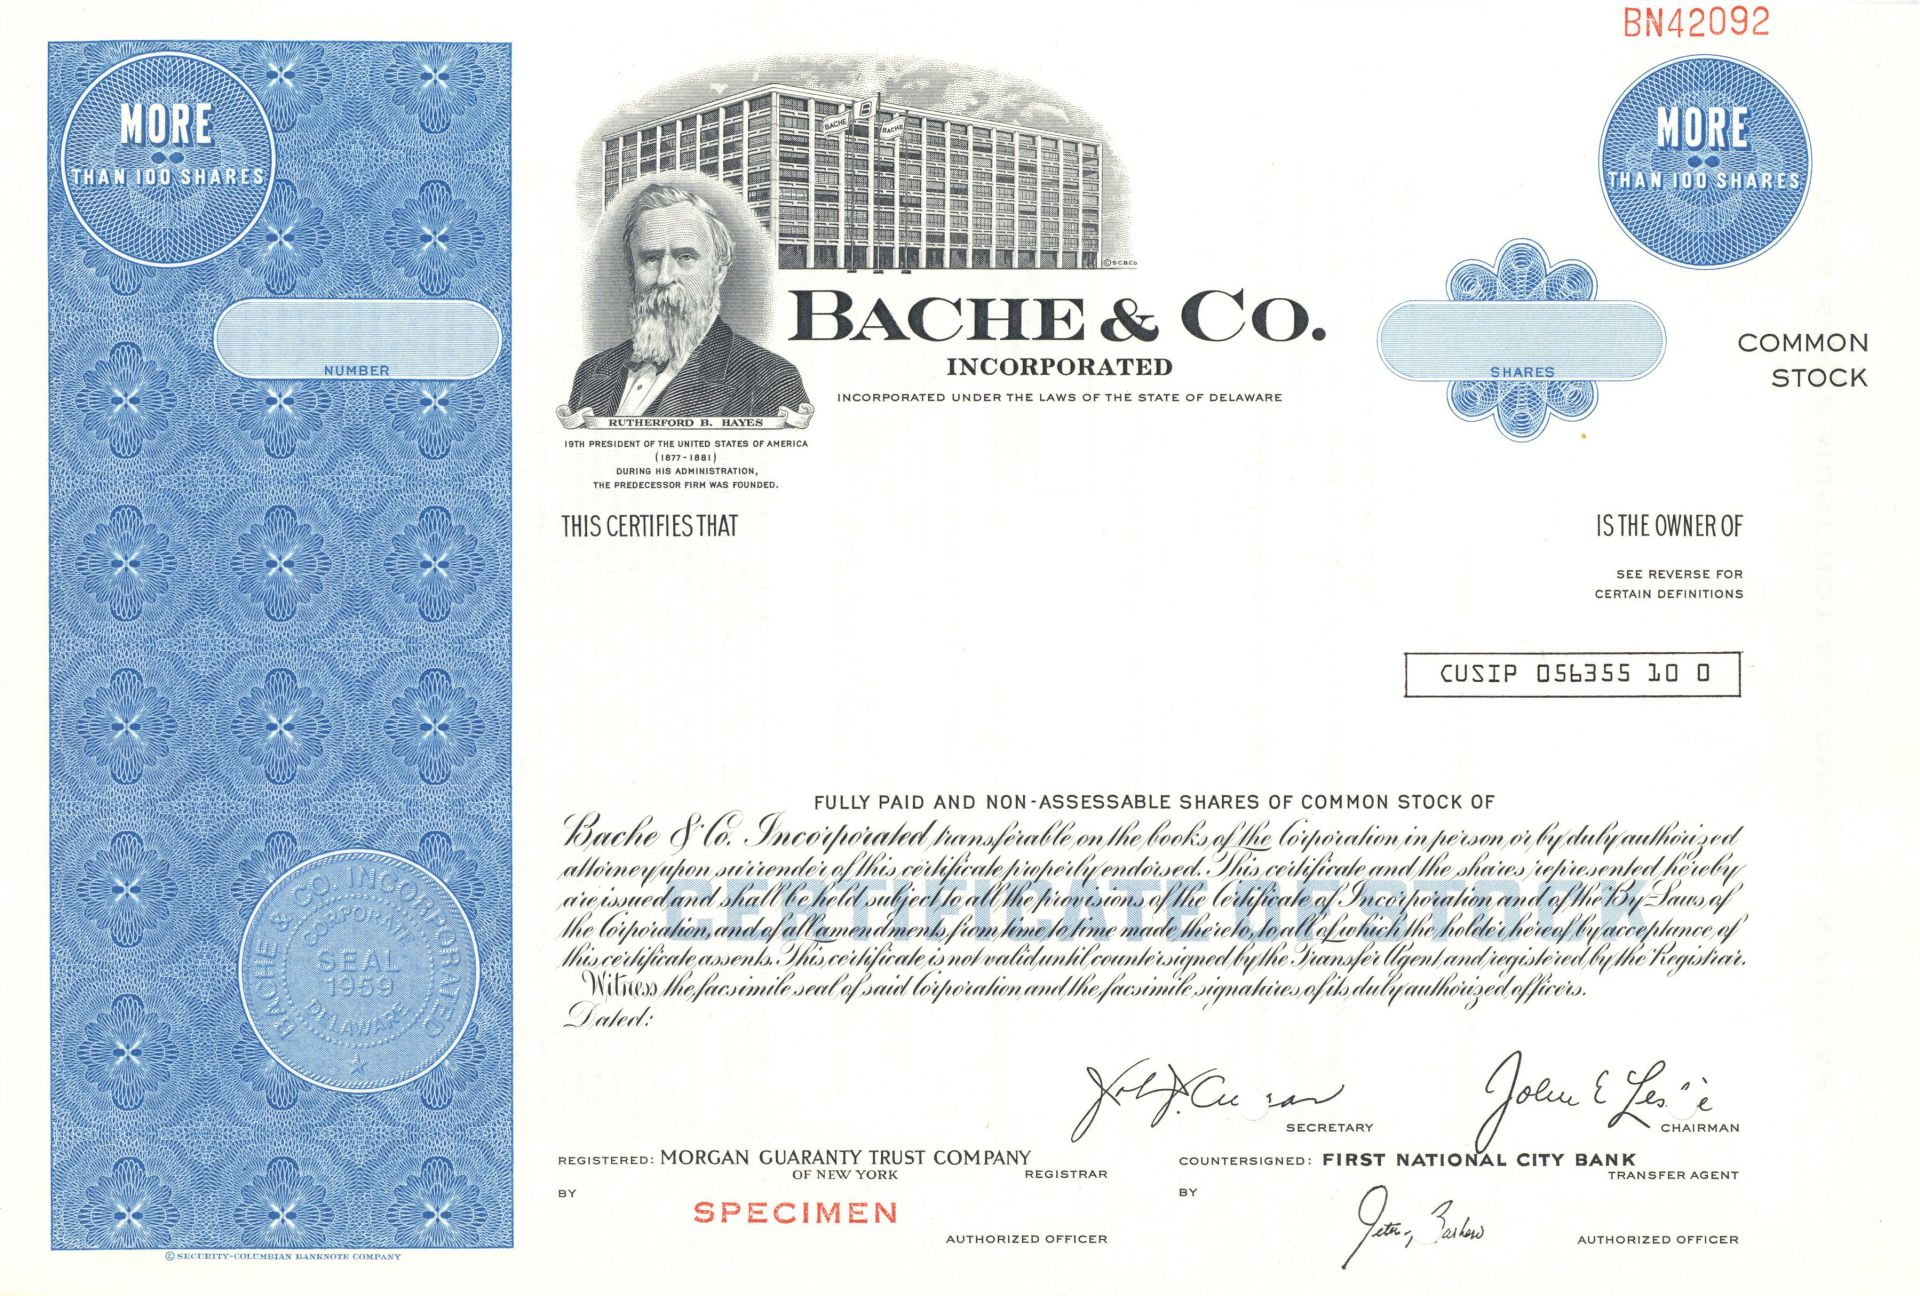 BN42092
MORE
THAN 100 SHARES
MORE
THAN 100 SHARES
BACHE
B
BACHE
© S-C.B.Co.
BACHE & CO.
INCORPORATED
INCORPORATED UNDER THE LAWS OF THE STATE OF DELAWARE
NUMBER
SHARES
COMMON
STOCK
RUTHERFORD B. HAYES
19TH PRESIDENT OF THE UNITED STATES OF AMERICA
(1877-1881)
DURING HIS ADMINISTRATION,
THE PREDECESSOR FIRM WAS FOUNDED.
THIS CERTIFIES THAT
IS THE OWNER OF
SEE REVERSE FOR
CERTAIN DEFINITIONS
CUSIP 056355 10 0
FULLY PAID AND NON-ASSESSABLE SHARES OF COMMON STOCK OF
Bache & Co. Incorporated, transferable on the books of the Corporation in person or by duly authorized
attorney upon surrender of this certificate properly endorsed. This certificate and the shares represented hereby
are issued and shall be held subject to all the provisions of the Certificate of Incorporation and of the By-Laws of
the Corporation, and of all amendments from time to time made thereto, to all of which the holder hereof by acceptance of
this certificate assents. This certificate is not valid until countersigned by the Transfer Agent and registered by the Registrar.
Witness the facsimile seal of said Corporation and the facsimile signatures of its duly authorized officers.
Dated:
CERTIFICATE OF STOCK
BACHE & CO. INCORPORATED
CORPORATE
SEAL
1959
DELAWARE
John E Leslie
SECRETARY
CHAIRMAN
REGISTERED: MORGAN GUARANTY TRUST COMPANY
OF NEW YORK
REGISTRAR
BY
SPECIMEN
AUTHORIZED OFFICER
COUNTERSIGNED: FIRST NATIONAL CITY BANK
TRANSFER AGENT
BY
AUTHORIZED OFFICER
© SECURITY-COLUMBIAN BANKNOTE COMPANY